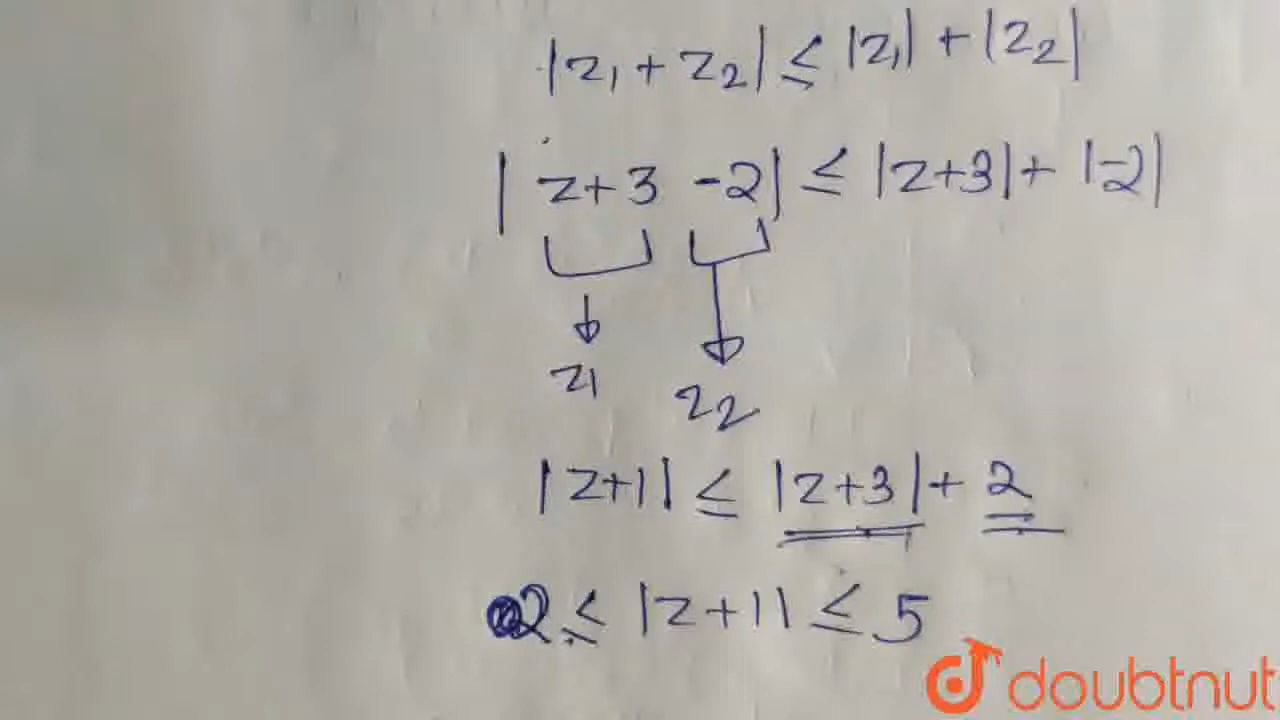 |z₁ + z₂| ≤ |z₁| + |z₂|
| z+3 -2| ≤ |z+3| + |-2|
z₁ z₂
|z+1| ≤ |z+3| + 2
2 ≤ |z+1| ≤ 5
doubtnut